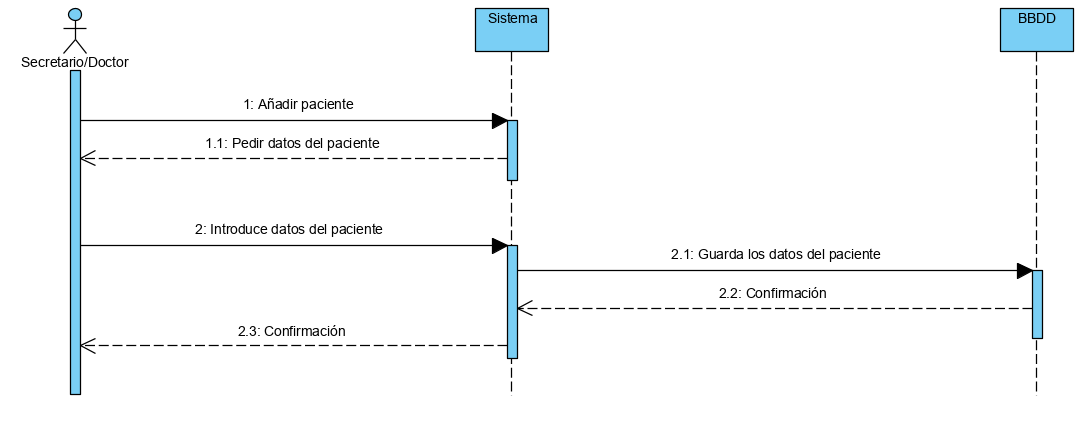 Sistema
BBDD
Secretario/Doctor
1: Añadir paciente
1.1: Pedir datos del paciente
2: Introduce datos del paciente
2.1: Guarda los datos del paciente
2.2: Confirmación
2.3: Confirmación